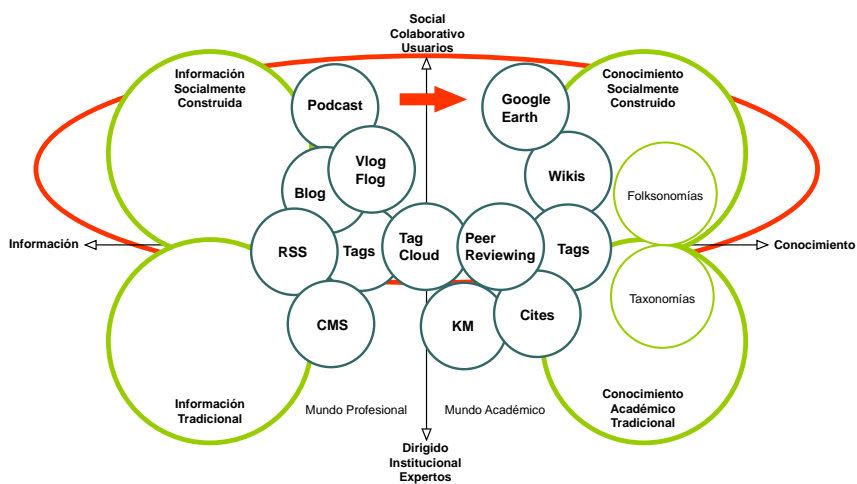 Social
Colaborativo
Usuarios
Información
Socialmente
Construida
Conocimiento
Socialmente
Construido
Podcast
Google
Earth
Vlog
Flog
Blog
Wikis
Folksonomías
Información
Conocimiento
RSS
Tags
Tag
Cloud
Peer
Reviewing
Tags
Taxonomías
CMS
KM
Cites
Información
Tradicional
Mundo Profesional
Mundo Académico
Conocimiento
Académico
Tradicional
Dirigido
Institucional
Expertos